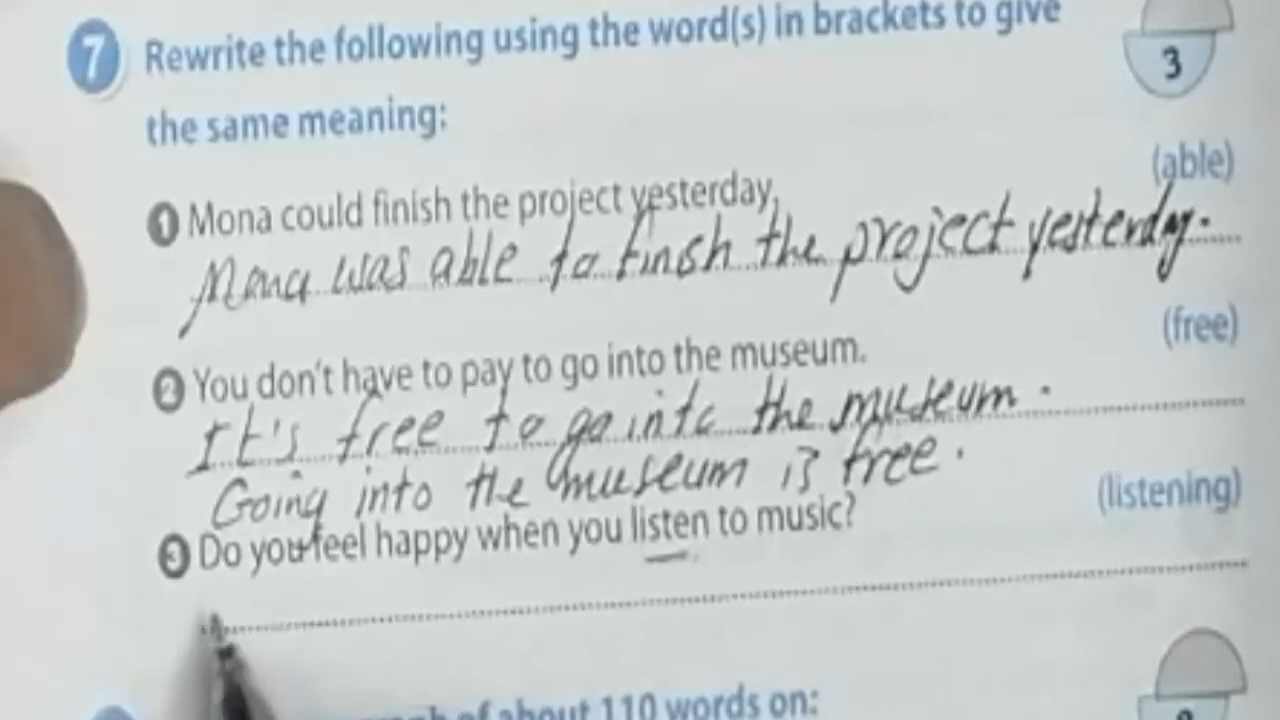 7 Rewrite the following using the word(s) in brackets to give
3
the same meaning:
(able)
1 Mona could finish the project yesterday.
Mona was able to finish the project yesterday.
(free)
2 You don't have to pay to go into the museum.
It's free to go into the museum.
Going into the museum is free.
(listening)
3 Do you feel happy when you listen to music?
of about 110 words on: